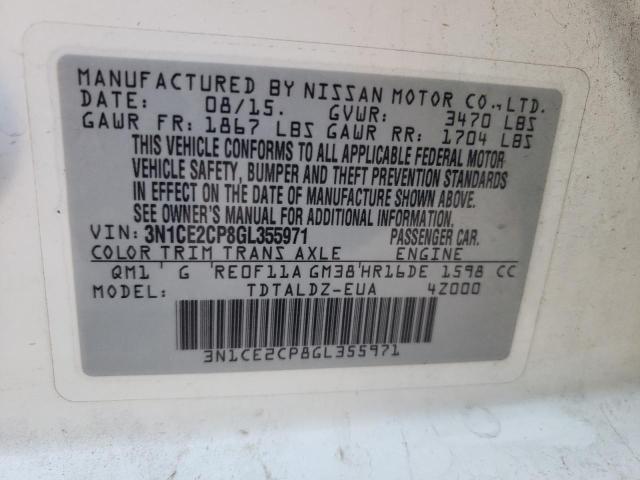 MANUFACTURED BY NISSAN MOTOR CO., LTD.
DATE: 08/15. GVWR: 3470 LBS
GAWR FR: 1867 LBS GAWR RR: 1704 LBS
THIS VEHICLE CONFORMS TO ALL APPLICABLE FEDERAL MOTOR
VEHICLE SAFETY, BUMPER AND THEFT PREVENTION STANDARDS
IN EFFECT ON THE DATE OF MANUFACTURE SHOWN ABOVE.
SEE OWNER'S MANUAL FOR ADDITIONAL INFORMATION.
VIN: 3N1CE2CP8GL355971 PASSENGER CAR.
COLOR TRIM TRANS AXLE ENGINE
QM1 G RE0F11A GM38 HR16DE 1598 CC
MODEL: TDTALDZ-EUA 4Z000
3N1CE2CP8GL355971